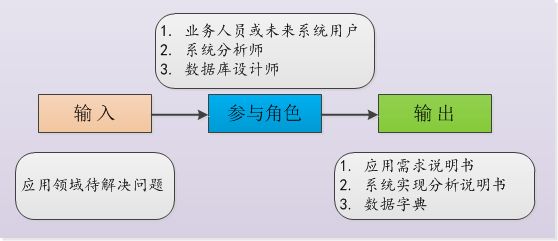 1. 业务人员或未来系统用户
2. 系统分析师
3. 数据库设计师
输入
参与角色
输出
应用领域待解决问题
1. 应用需求说明书
2. 系统实现分析说明书
3. 数据字典